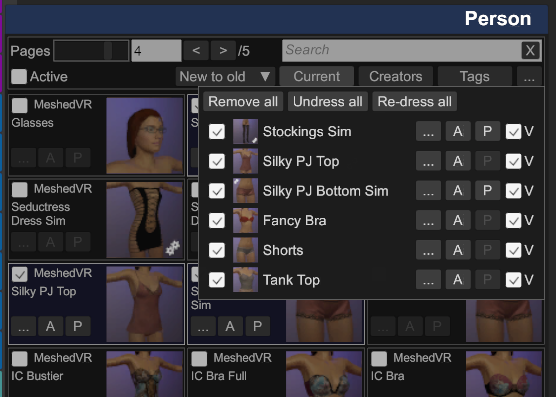 Person
Pages 4 < > /5 Search X
Active New to old ▼ Current Creators Tags ...
Remove all Undress all Re-dress all
Stockings Sim ... A P V
Silky PJ Top ... A P V
Silky PJ Bottom Sim ... A P V
Fancy Bra ... A P V
Shorts ... A P V
Tank Top ... A P V
MeshedVR
Glasses
... A P
MeshedVR
Seductress
Dress Sim
... A P
MeshedVR
Silky PJ Top
... A P
Sim
... A P
... A P
MeshedVR
IC Bustier
MeshedVR
IC Bra Full
MeshedVR
IC Bra